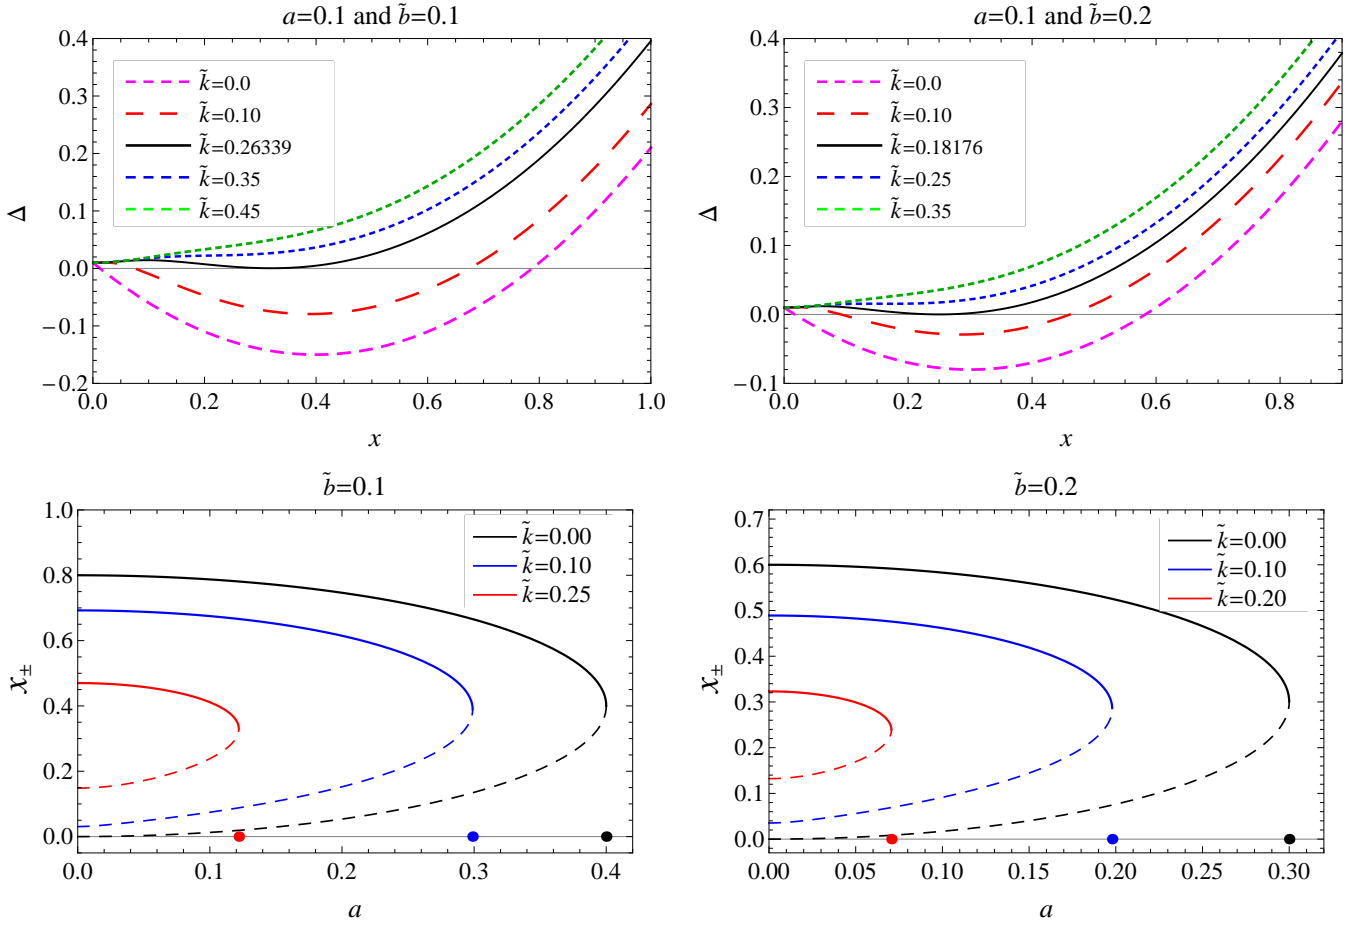 a=0.1 and b̃=0.1
0.4
0.3
0.2
0.1
0.0
−0.1
−0.2
Δ
k̃=0.0
k̃=0.10
k̃=0.26339
k̃=0.35
k̃=0.45
0.0 0.2 0.4 0.6 0.8 1.0
x
a=0.1 and b̃=0.2
0.4
0.3
0.2
0.1
0.0
−0.1
Δ
k̃=0.0
k̃=0.10
k̃=0.18176
k̃=0.25
k̃=0.35
0.0 0.2 0.4 0.6 0.8
x
b̃=0.1
1.0
0.8
0.6
0.4
0.2
0.0
x±
k̃=0.00
k̃=0.10
k̃=0.25
0.0 0.1 0.2 0.3 0.4
a
b̃=0.2
0.7
0.6
0.5
0.4
0.3
0.2
0.1
0.0
x±
k̃=0.00
k̃=0.10
k̃=0.20
0.00 0.05 0.10 0.15 0.20 0.25 0.30
a